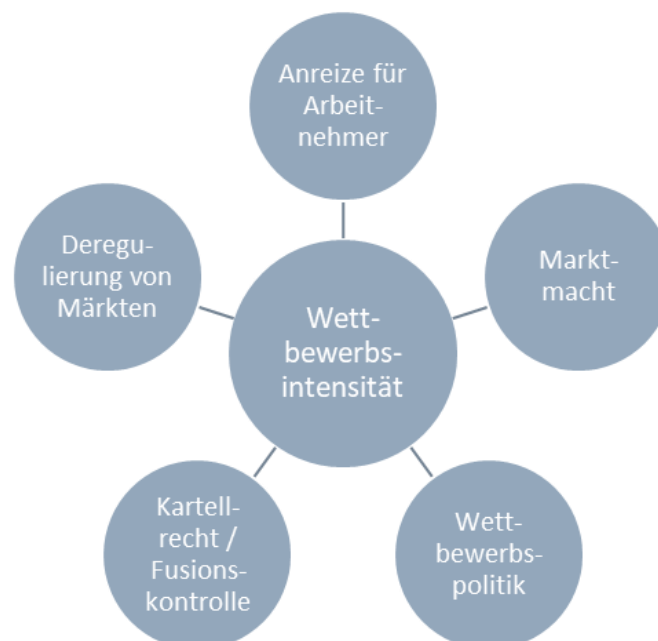 Anreize für
Arbeit-
nehmer
Deregu-
lierung von
Märkten
Markt-
macht
Wett-
bewerbs-
intensität
Kartell-
recht /
Fusions-
kontrolle
Wett-
bewerbs-
politik